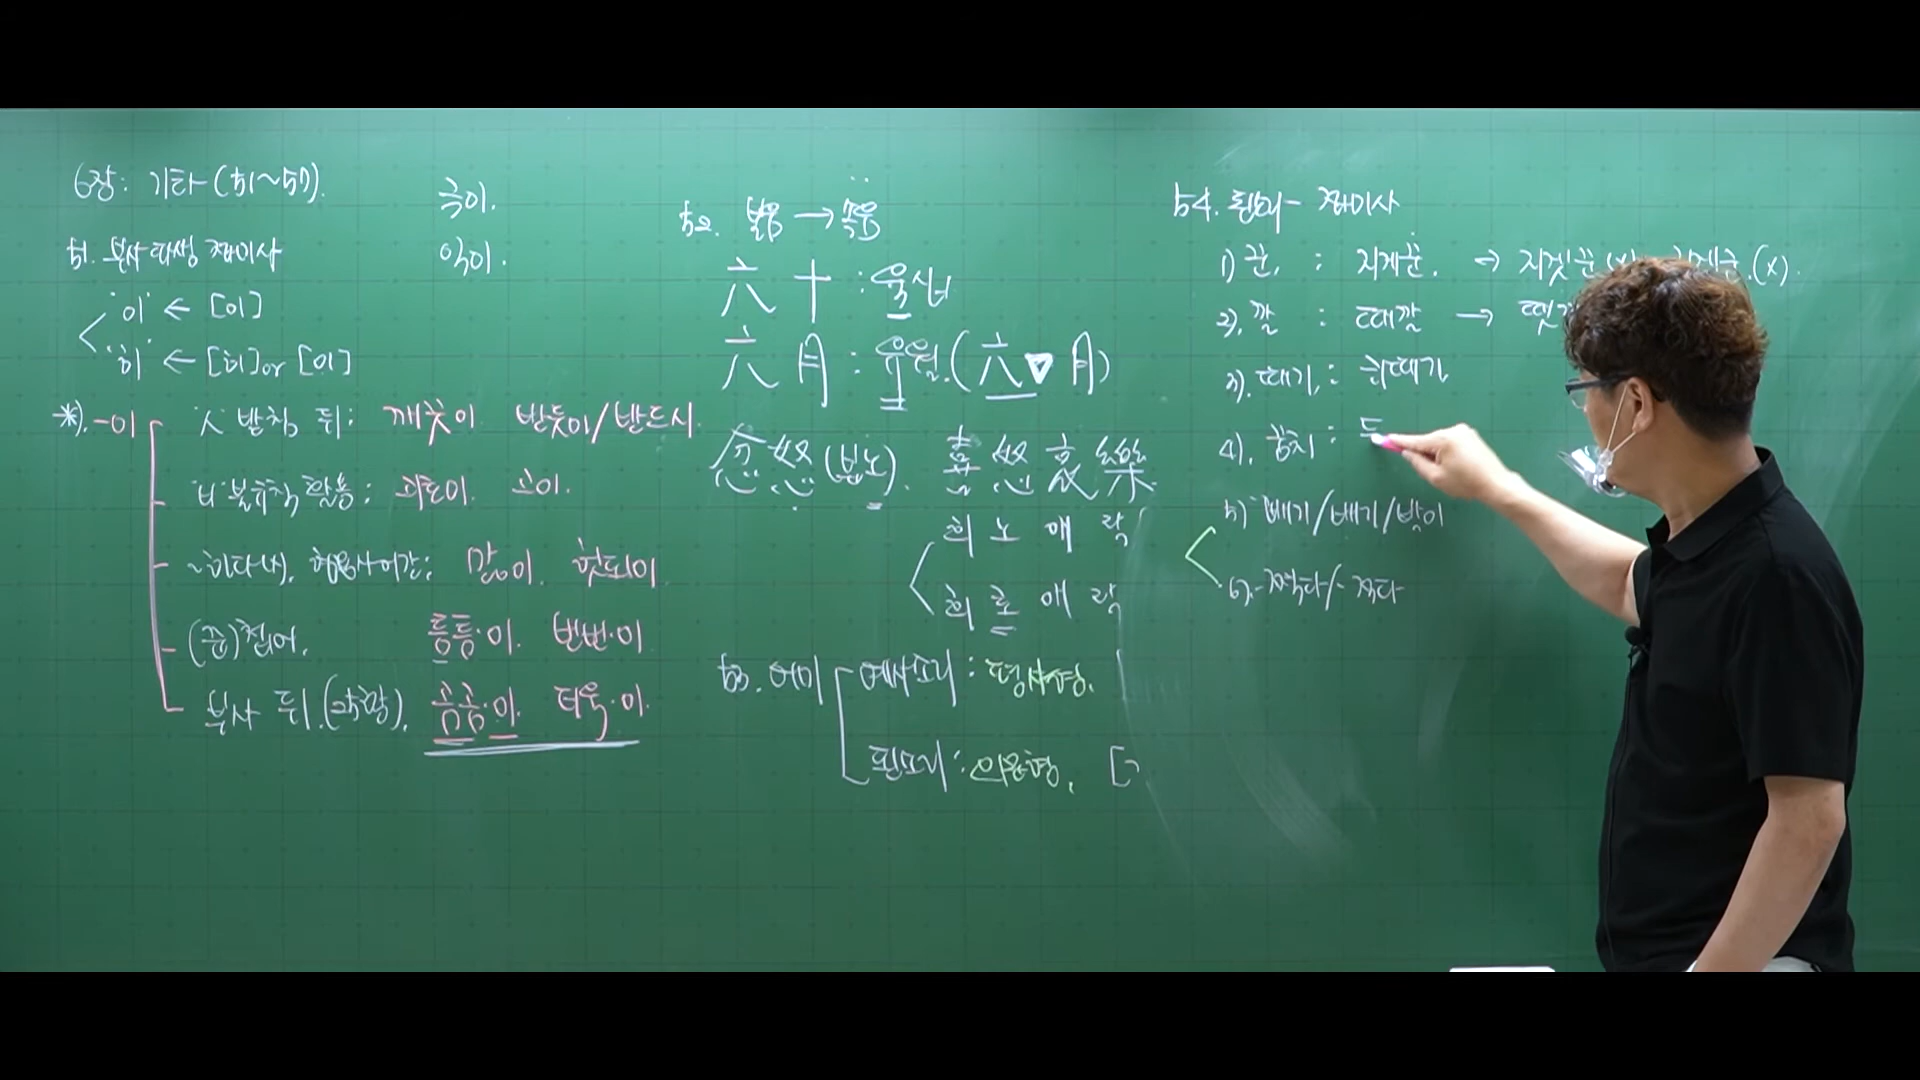 6장: 기타 (51~57).
극이.
51. 부사 파생 접미사
악이.
'이' ← [이]
'히' ← [히] or [이]
*). -이
'ㅅ' 받침 뒤: 깨끗이 반듯이/반드시
'ㅂ' 불규칙 활용: 괴로이. 고이.
~하다(x). 형용사 어간: 많이. 헛되이
(준)첩어. 틈틈·이. 번번·이
부사 뒤.(각항). 곰곰·이. 더욱·이.
52. 본음 → 속음
六 十 : 육십
六 月 : 유월. (六 月)
忿 怒 (분노). 喜 怒 哀 樂
희 노 애 락
희 로 애 락
53. 어미
예사소리 : 평서형.
된소리 : 의문형. [
54. 된소리 접미사
1) 꾼. : 지게꾼. → 지겟꾼(x) (x).
2). 깔 : 때깔 →
3). 때기. : 귀때기
4). 꿈치 :
5) 빼기/배기/박이
6). -쩍다/-적다